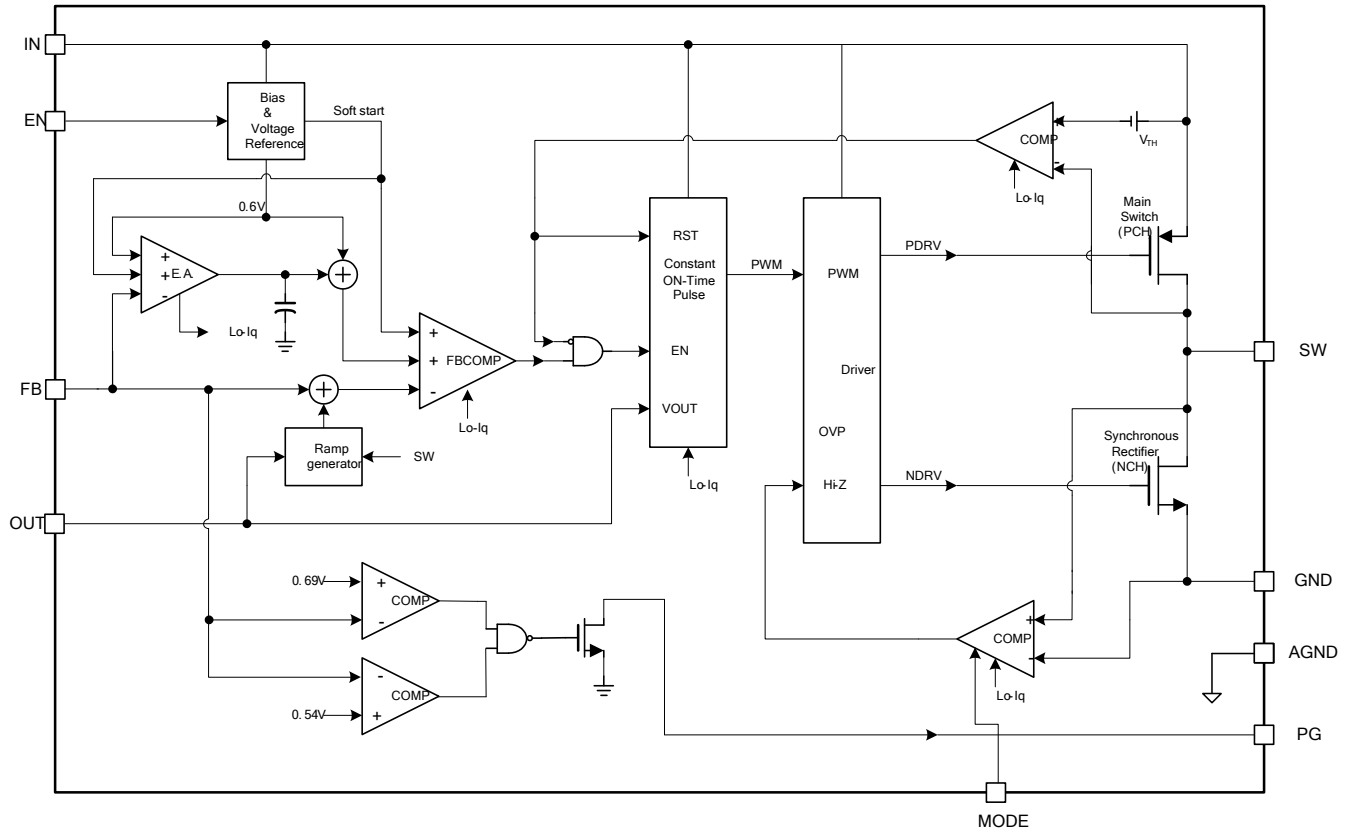 IN
Bias
&
Voltage
Reference
Soft start
EN
COMP
+
-
VTH
Lo-Iq
Main
Switch
(PCH)
0.6V
RST
Constant
ON-Time
Pulse
EN
VOUT
Lo-Iq
PWM
PWM
Driver
OVP
Hi-Z
PDRV
+
+
-
E.A.
Lo-Iq
+
+
+
-
FBCOMP
Lo-Iq
SW
FB
+
Ramp
generator
SW
Synchronous
Rectifier
(NCH)
NDRV
OUT
0.69V
+
-
COMP
GND
+
-
COMP
Lo-Iq
AGND
-
+
COMP
0.54V
PG
MODE